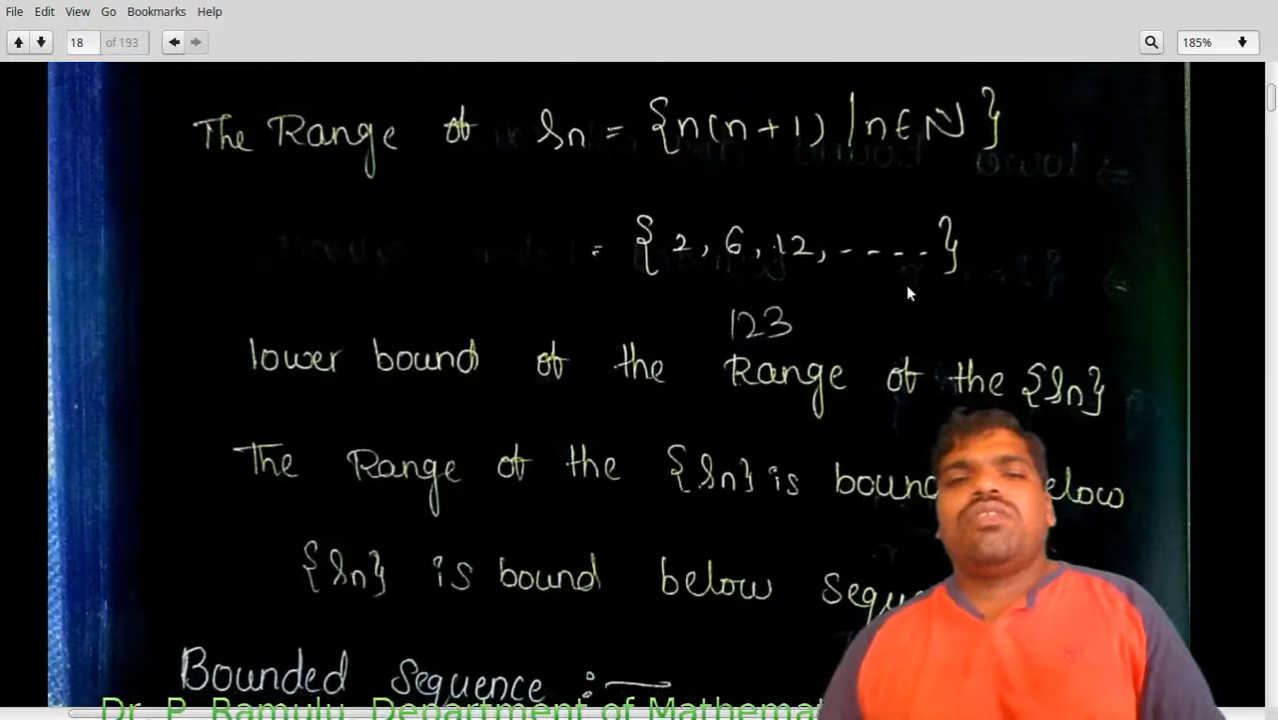 File Edit View Go Bookmarks Help
18 of 193 185%
The Range of Sn = {n(n+1) | n∈N}
= {2, 6, 12, -----}
123
lower bound of the Range of the {Sn}
The Range of the {Sn} is bound below
{Sn} is bound below
Bounded Sequence :—
Dr. P. Ramulu, Department of